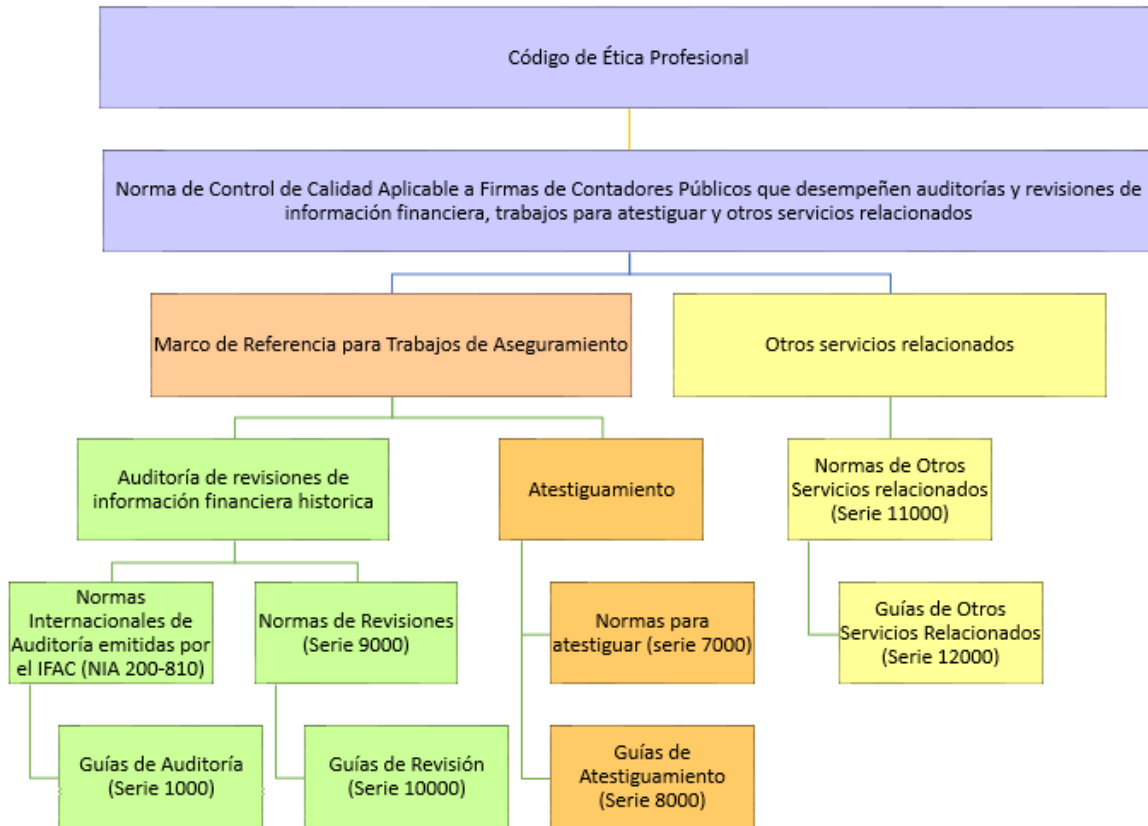 Código de Ética Profesional
Norma de Control de Calidad Aplicable a Firmas de Contadores Públicos que desempeñen auditorías y revisiones de
información financiera, trabajos para atestiguar y otros servicios relacionados
Marco de Referencia para Trabajos de Aseguramiento
Otros servicios relacionados
Auditoría de revisiones de
información financiera historica
Atestiguamiento
Normas de Otros
Servicios relacionados
(Serie 11000)
Normas
Internacionales de
Auditoría emitidas por
el IFAC (NIA 200-810)
Normas de Revisiones
(Serie 9000)
Normas para
atestiguar (serie 7000)
Guías de Otros
Servicios Relacionados
(Serie 12000)
Guías de Auditoría
(Serie 1000)
Guías de Revisión
(Serie 10000)
Guías de
Atestiguamiento
(Serie 8000)